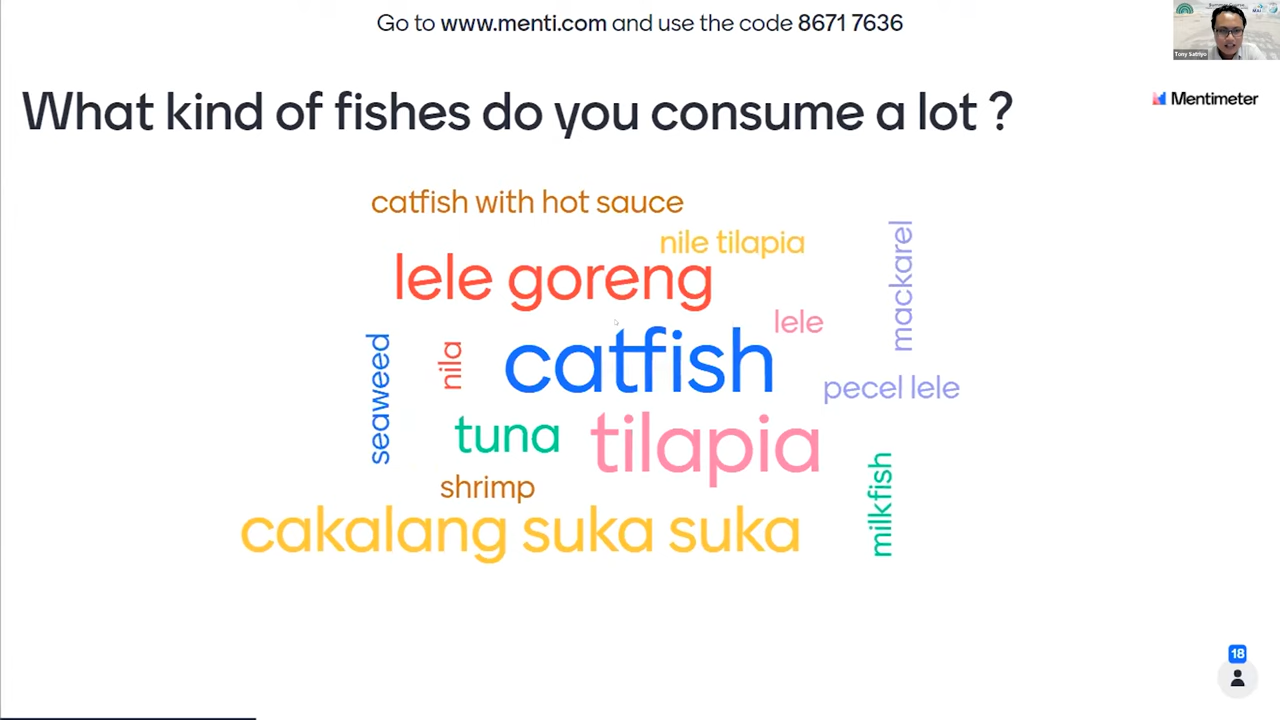 Go to www.menti.com and use the code 8671 7636
Tony Satriyo
Mentimeter
What kind of fishes do you consume a lot ?
catfish with hot sauce
nile tilapia
mackarel
lele goreng
lele
seaweed
nila
catfish
pecel lele
tuna
tilapia
milkfish
shrimp
cakalang suka suka
18